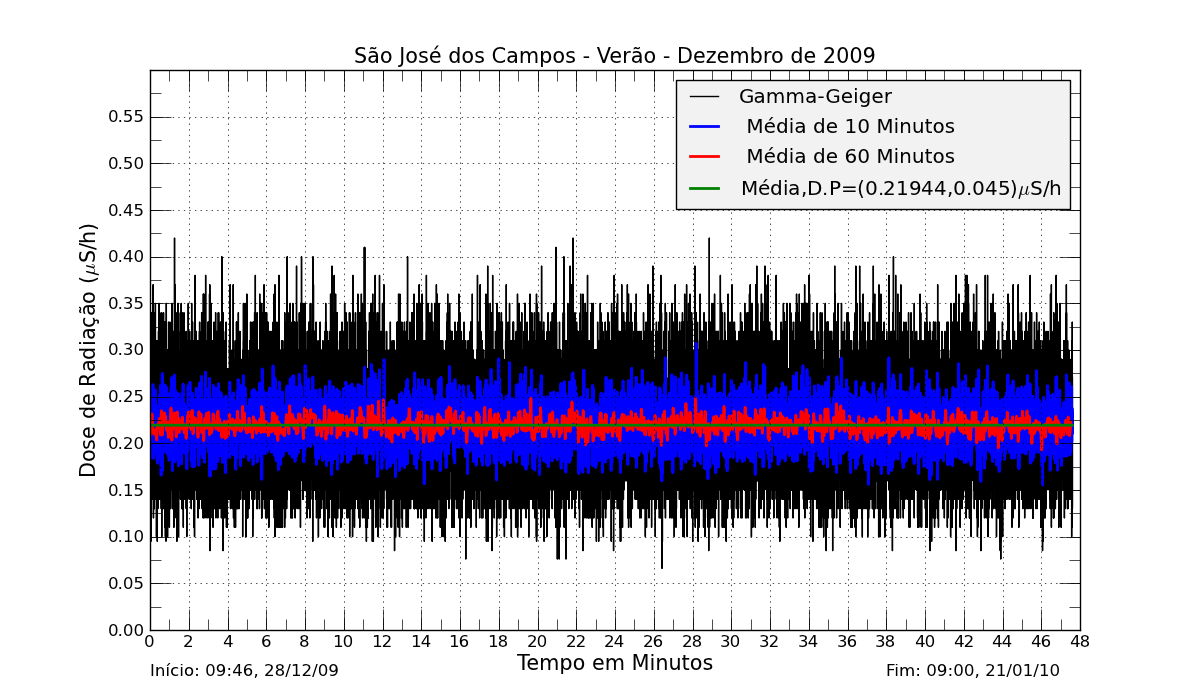 São José dos Campos - Verão - Dezembro de 2009
Gamma-Geiger
Média de 10 Minutos
Média de 60 Minutos
Média,D.P=(0.21944,0.045)μS/h
Dose de Radiação (μS/h)
0.55
0.50
0.45
0.40
0.35
0.30
0.25
0.20
0.15
0.10
0.05
0.00
0 2 4 6 8 10 12 14 16 18 20 22 24 26 28 30 32 34 36 38 40 42 44 46 48
Tempo em Minutos
Início: 09:46, 28/12/09
Fim: 09:00, 21/01/10